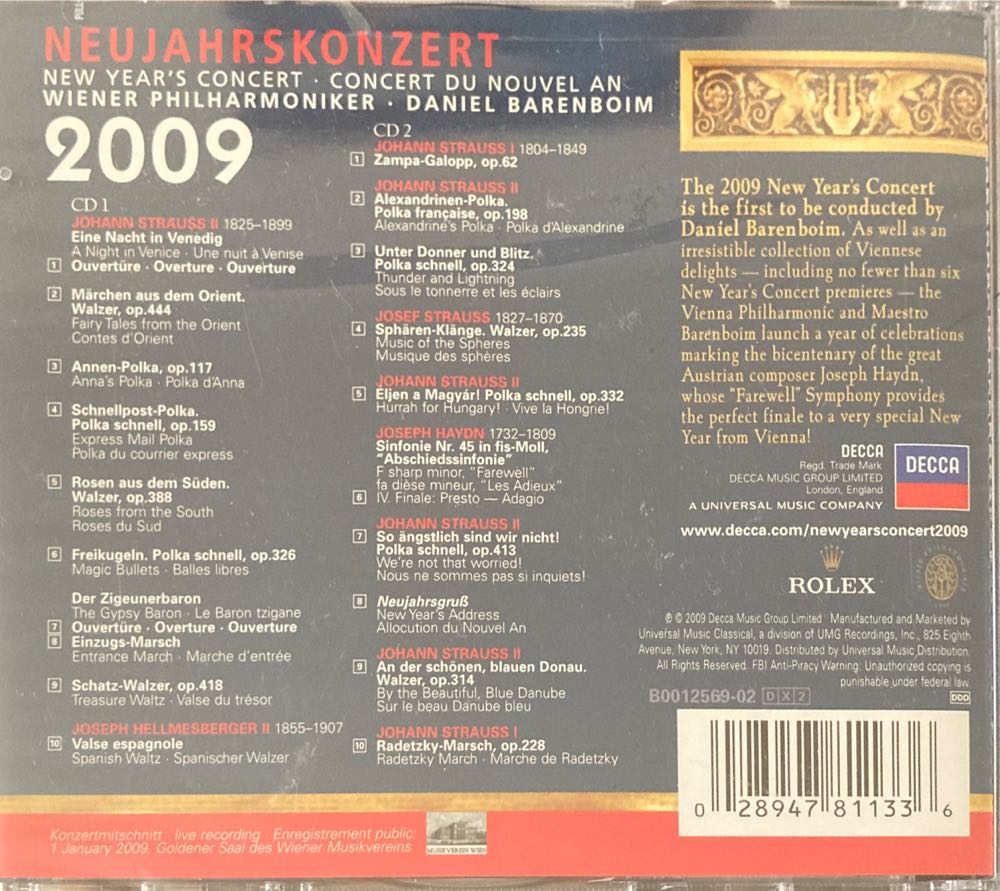 NEUJAHRSKONZERT
NEW YEAR'S CONCERT · CONCERT DU NOUVEL AN
WIENER PHILHARMONIKER · DANIEL BARENBOIM
2009
CD 1
JOHANN STRAUSS II 1825–1899
Eine Nacht in Venedig
A Night in Venice · Une nuit à Venise
1 Ouvertüre · Overture · Ouverture
2 Märchen aus dem Orient.
Walzer, op.444
Fairy Tales from the Orient
Contes d'Orient
3 Annen-Polka, op.117
Anna's Polka · Polka d'Anna
4 Schnellpost-Polka.
Polka schnell, op.159
Express Mail Polka
Polka du courrier express
5 Rosen aus dem Süden.
Walzer, op.388
Roses from the South
Roses du Sud
6 Freikugeln. Polka schnell, op.326
Magic Bullets · Balles libres
Der Zigeunerbaron
The Gypsy Baron · Le Baron tzigane
7 Ouvertüre · Overture · Ouverture
8 Einzugs-Marsch
Entrance March · Marche d'entrée
9 Schatz-Walzer, op.418
Treasure Waltz · Valse du trésor
JOSEPH HELLMESBERGER II 1855–1907
10 Valse espagnole
Spanish Waltz · Spanischer Walzer
CD 2
JOHANN STRAUSS I 1804–1849
1 Zampa-Galopp, op.62
JOHANN STRAUSS II
2 Alexandrinen-Polka.
Polka française, op.198
Alexandrine's Polka · Polka d'Alexandrine
3 Unter Donner und Blitz.
Polka schnell, op.324
Thunder and Lightning
Sous le tonnerre et les éclairs
JOSEF STRAUSS 1827–1870
4 Sphären-Klänge. Walzer, op.235
Music of the Spheres
Musique des sphères
JOHANN STRAUSS II
5 Éljen a Magyár! Polka schnell, op.332
Hurrah for Hungary! · Vive la Hongrie!
JOSEPH HAYDN 1732–1809
Sinfonie Nr. 45 in fis-Moll,
"Abschiedssinfonie"
F sharp minor, "Farewell"
fa dièse mineur, "Les Adieux"
6 IV. Finale: Presto — Adagio
JOHANN STRAUSS II
7 So ängstlich sind wir nicht!
Polka schnell, op.413
We're not that worried!
Nous ne sommes pas si inquiets!
8 Neujahrsgruß
New Year's Address
Allocution du Nouvel An
JOHANN STRAUSS II
9 An der schönen, blauen Donau.
Walzer, op.314
By the Beautiful, Blue Danube
Sur le beau Danube bleu
JOHANN STRAUSS I
10 Radetzky-Marsch, op.228
Radetzky March · Marche de Radetzky
The 2009 New Year's Concert
is the first to be conducted by
Daniel Barenboim. As well as an
irresistible collection of Viennese
delights — including no fewer than six
New Year's Concert premieres — the
Vienna Philharmonic and Maestro
Barenboim launch a year of celebrations
marking the bicentenary of the great
Austrian composer Joseph Haydn,
whose "Farewell" Symphony provides
the perfect finale to a very special New
Year from Vienna!
DECCA
Regd. Trade Mark
DECCA MUSIC GROUP LIMITED
London, England
A UNIVERSAL MUSIC COMPANY
DECCA
www.decca.com/newyearsconcert2009
ROLEX
℗ © 2009 Decca Music Group Limited Manufactured and Marketed by
Universal Music Classical, a division of UMG Recordings, Inc., 825 Eighth
Avenue, New York, NY 10019. Distributed by Universal Music Distribution.
All Rights Reserved. FBI Anti-Piracy Warning: Unauthorized copying is
punishable under federal law.
B0012569-02 DX2
DDD
0 28947 81133 6
Konzertmitschnitt · live recording · Enregistrement public:
1 January 2009, Goldener Saal des Wiener Musikvereins
MUSIKVEREIN WIEN